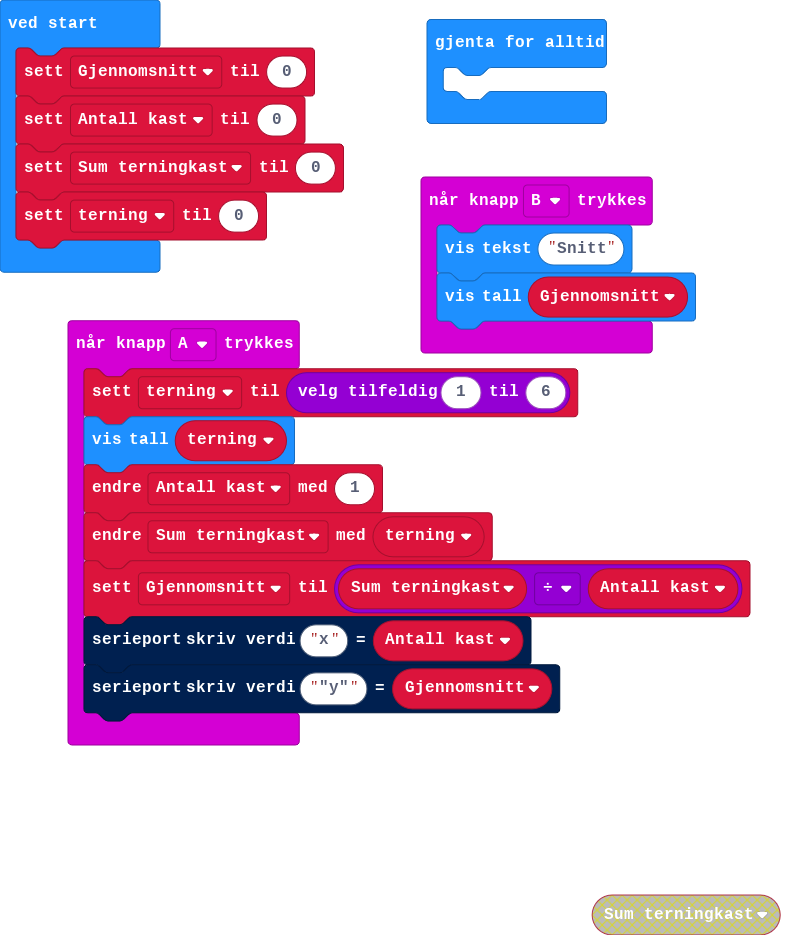 ved start
sett Gjennomsnitt til 0
sett Antall kast til 0
sett Sum terningkast til 0
sett terning til 0
gjenta for alltid
når knapp B trykkes
vis tekst "Snitt"
vis tall Gjennomsnitt
når knapp A trykkes
sett terning til velg tilfeldig 1 til 6
vis tall terning
endre Antall kast med 1
endre Sum terningkast med terning
sett Gjennomsnitt til Sum terningkast ÷ Antall kast
serieport skriv verdi "x" = Antall kast
serieport skriv verdi ""y"" = Gjennomsnitt
Sum terningkast